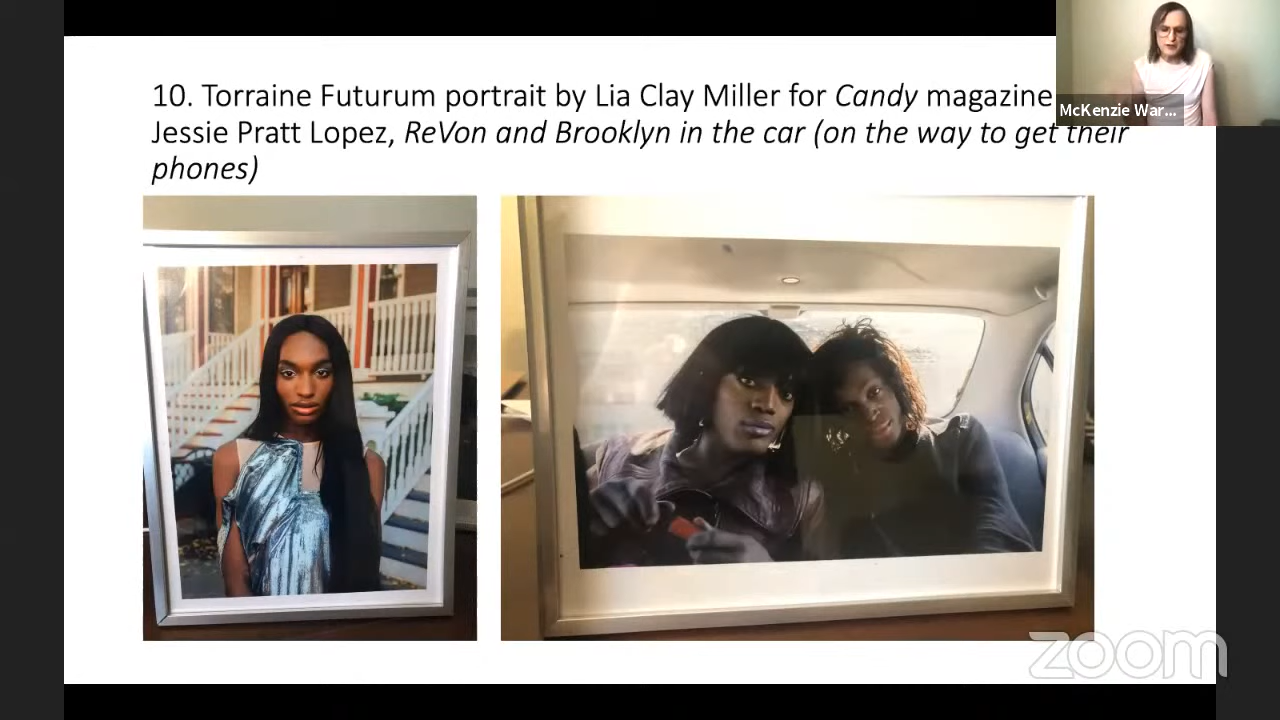 10. Torraine Futurum portrait by Lia Clay Miller for Candy magazine
Jessie Pratt Lopez, ReVon and Brooklyn in the car (on the way to get their
phones)
McKenzie War...
zoom